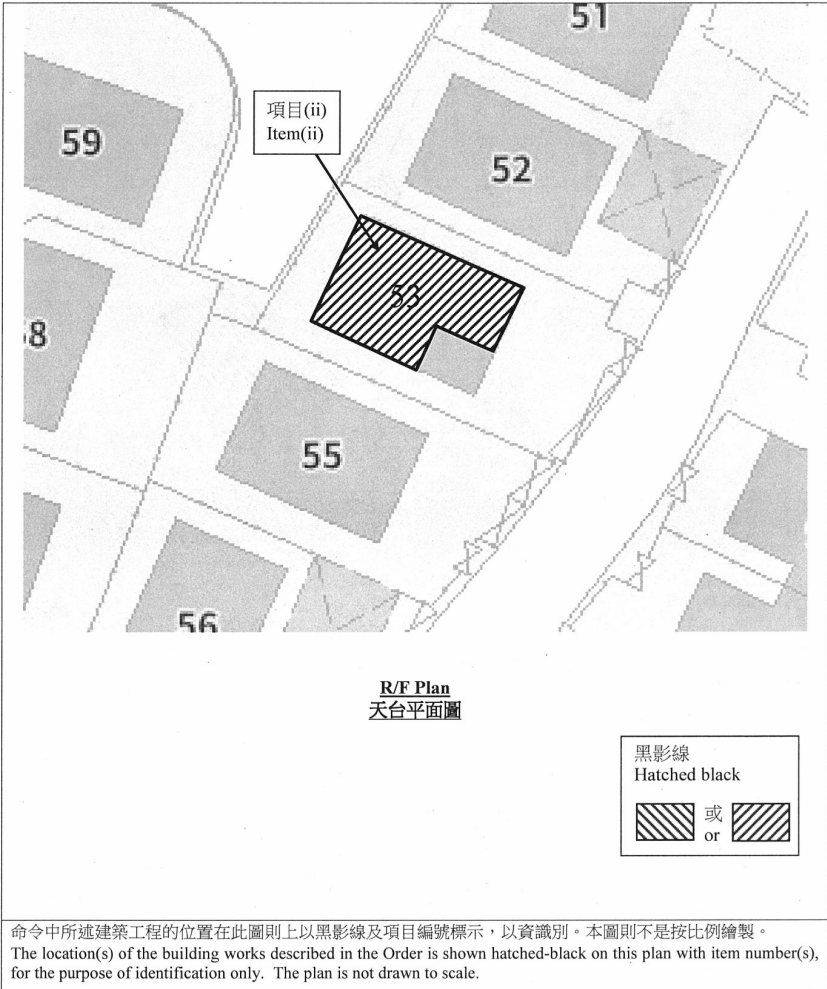 51
59
項目(ii)
Item(ii)
52
53
58
55
56
R/F Plan
天台平面圖
黑影線
Hatched black
或
or
命令中所述建築工程的位置在此圖則上以黑影線及項目編號標示，以資識別。本圖則不是按比例繪製。
The location(s) of the building works described in the Order is shown hatched-black on this plan with item number(s),
for the purpose of identification only. The plan is not drawn to scale.